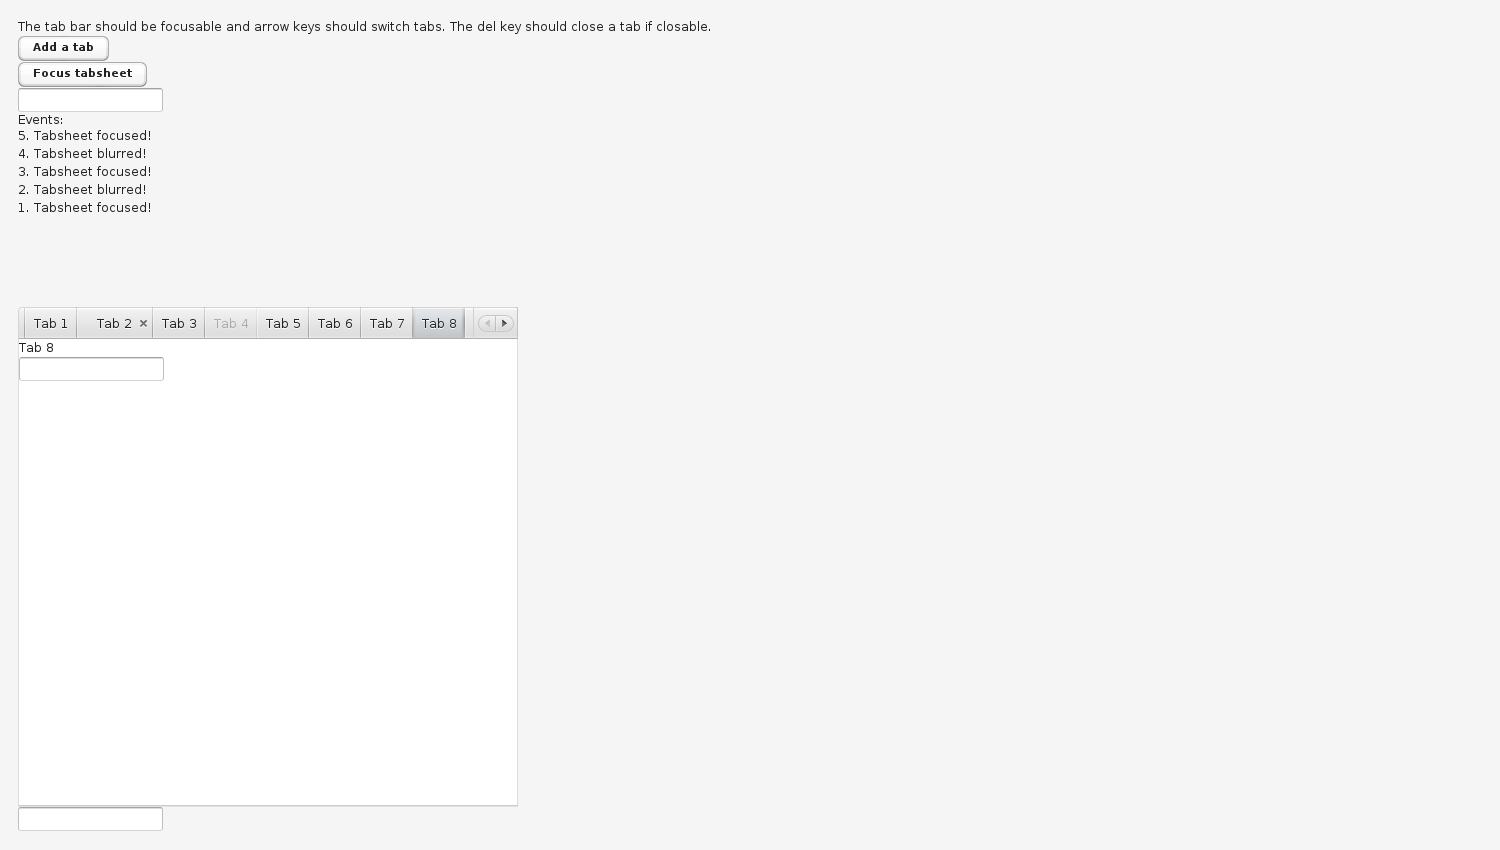 The tab bar should be focusable and arrow keys should switch tabs. The del key should close a tab if closable.
Add a tab
Focus tabsheet
Events:
5. Tabsheet focused!
4. Tabsheet blurred!
3. Tabsheet focused!
2. Tabsheet blurred!
1. Tabsheet focused!
Tab 1 Tab 2 Tab 3 Tab 4 Tab 5 Tab 6 Tab 7 Tab 8
Tab 8